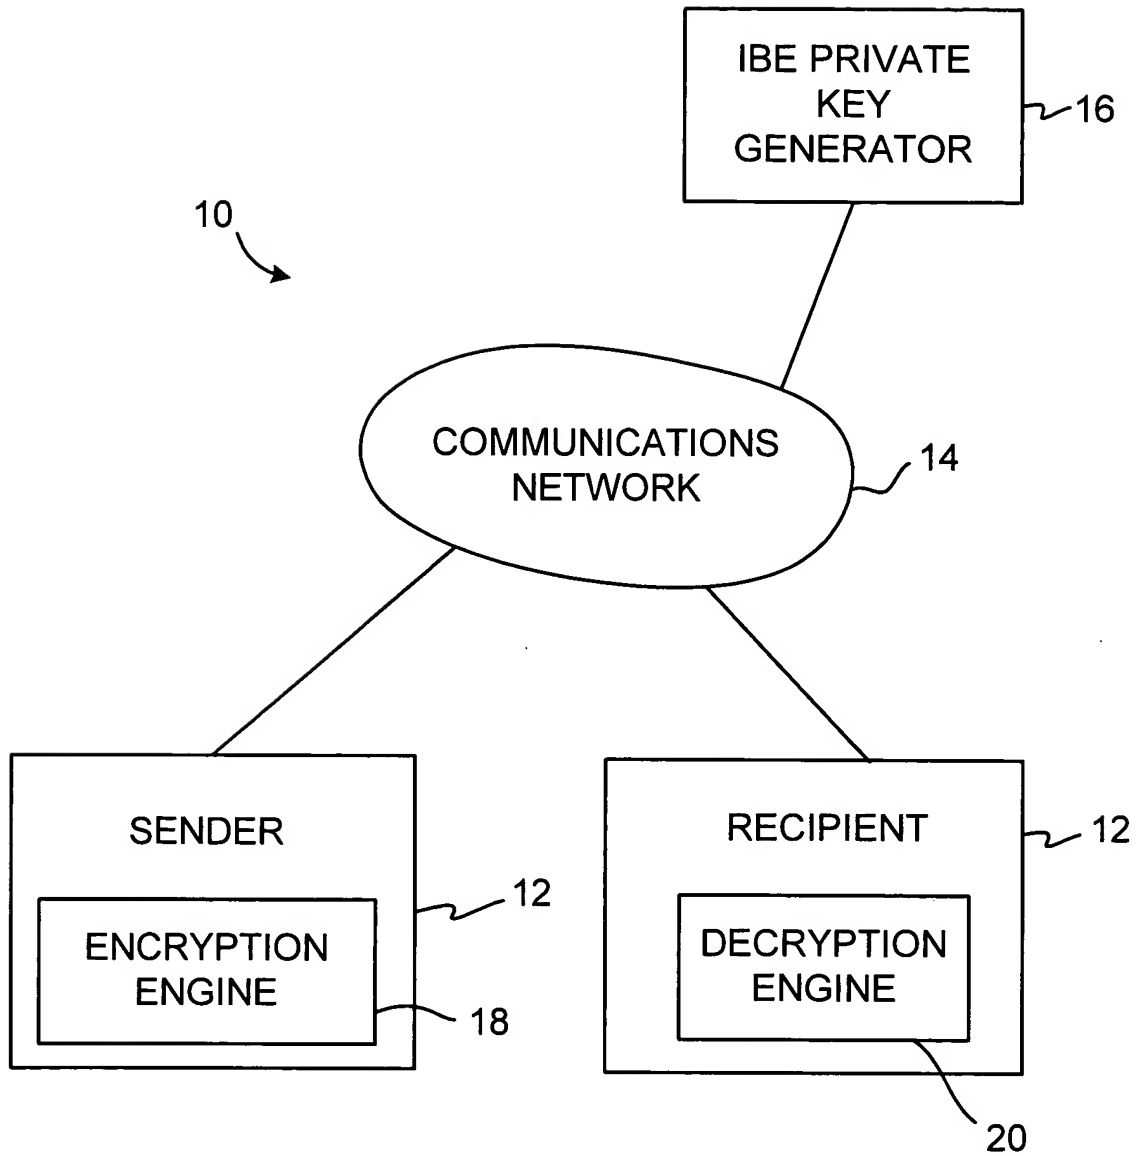 IBE PRIVATE
KEY
GENERATOR
16
10
COMMUNICATIONS
NETWORK
14
SENDER
12
ENCRYPTION
ENGINE
18
RECIPIENT
12
DECRYPTION
ENGINE
20